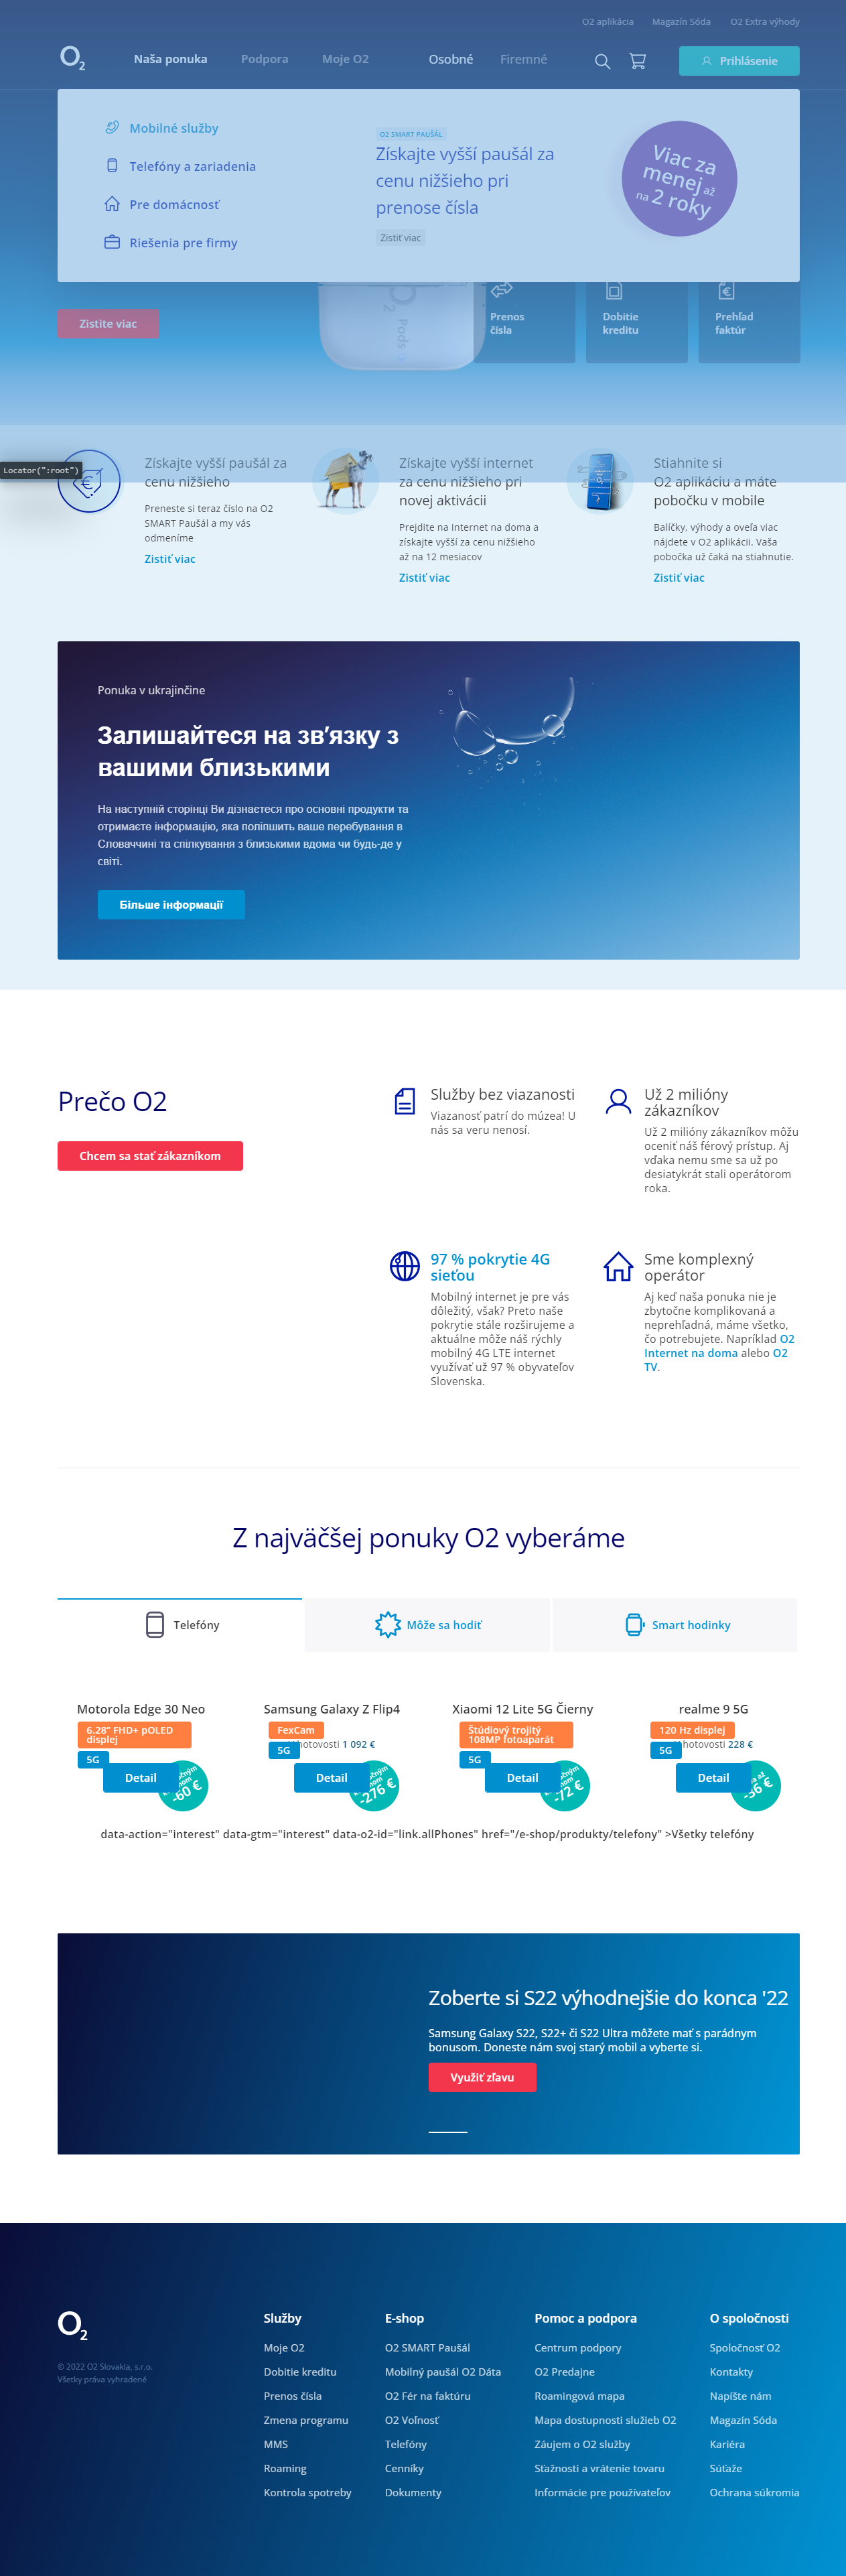 O2 aplikácia Magazín Sóda O2 Extra výhody
O2 Naša ponuka Podpora Moje O2 Osobné Firemné Prihlásenie
Mobilné služby
Telefóny a zariadenia
Pre domácnosť
Riešenia pre firmy
O2 SMART PAUŠÁL
Získajte vyšší paušál za
cenu nižšieho pri
prenose čísla
Zistiť viac
Viac za
menej až
na 2 roky
Zistite viac
O2 Pods
Prenos
čísla
Dobitie
kreditu
Prehľad
faktúr
Locator(":root")
Získajte vyšší paušál za
cenu nižšieho
Preneste si teraz číslo na O2
SMART Paušál a my vás
odmeníme
Zistiť viac
Získajte vyšší internet
za cenu nižšieho pri
novej aktivácii
Prejdite na Internet na doma a
získajte vyšší za cenu nižšieho
až na 12 mesiacov
Zistiť viac
Stiahnite si
O2 aplikáciu a máte
pobočku v mobile
Balíčky, výhody a oveľa viac
nájdete v O2 aplikácii. Vaša
pobočka už čaká na stiahnutie.
Zistiť viac
Ponuka v ukrajinčine
Залишайтеся на зв’язку з
вашими близькими
На наступній сторінці Ви дізнаєтеся про основні продукти та
отримаєте інформацію, яка поліпшить ваше перебування в
Словаччині та спілкування з близькими вдома чи будь-де у
світі.
Більше інформації
Prečo O2
Chcem sa stať zákazníkom
Služby bez viazanosti
Viazanosť patrí do múzea! U
nás sa veru nenosí.
Už 2 milióny
zákazníkov
Už 2 milióny zákazníkov môžu
oceniť náš férový prístup. Aj
vďaka nemu sme sa už po
desiatykrát stali operátorom
roka.
97 % pokrytie 4G
sieťou
Mobilný internet je pre vás
dôležitý, však? Preto naše
pokrytie stále rozširujeme a
aktuálne môže náš rýchly
mobilný 4G LTE internet
využívať už 97 % obyvateľov
Slovenska.
Sme komplexný
operátor
Aj keď naša ponuka nie je
zbytočne komplikovaná a
neprehľadná, máme všetko,
čo potrebujete. Napríklad O2
Internet na doma alebo O2
TV.
Z najväčšej ponuky O2 vyberáme
Telefóny Môže sa hodiť Smart hodinky
Motorola Edge 30 Neo
6.28” FHD+ pOLED
displej
5G
Detail
-60 €
Samsung Galaxy Z Flip4
FexCam
hotovosti 1 092 €
5G
Detail
-276 €
Xiaomi 12 Lite 5G Čierny
Štúdiový trojitý
108MP fotoaparát
5G
Detail
-72 €
realme 9 5G
120 Hz displej
hotovosti 228 €
5G
Detail
data-action="interest" data-gtm="interest" data-o2-id="link.allPhones" href="/e-shop/produkty/telefony" >Všetky telefóny
Zoberte si S22 výhodnejšie do konca '22
Samsung Galaxy S22, S22+ či S22 Ultra môžete mať s parádnym
bonusom. Doneste nám svoj starý mobil a vyberte si.
Využiť zľavu
O2
© 2022 O2 Slovakia, s.r.o.
Všetky práva vyhradené
Služby
Moje O2
Dobitie kreditu
Prenos čísla
Zmena programu
MMS
Roaming
Kontrola spotreby
E-shop
O2 SMART Paušál
Mobilný paušál O2 Dáta
O2 Fér na faktúru
O2 Voľnosť
Telefóny
Cenníky
Dokumenty
Pomoc a podpora
Centrum podpory
O2 Predajne
Roamingová mapa
Mapa dostupnosti služieb O2
Záujem o O2 služby
Sťažnosti a vrátenie tovaru
Informácie pre používateľov
O spoločnosti
Spoločnosť O2
Kontakty
Napíšte nám
Magazín Sóda
Kariéra
Súťaže
Ochrana súkromia